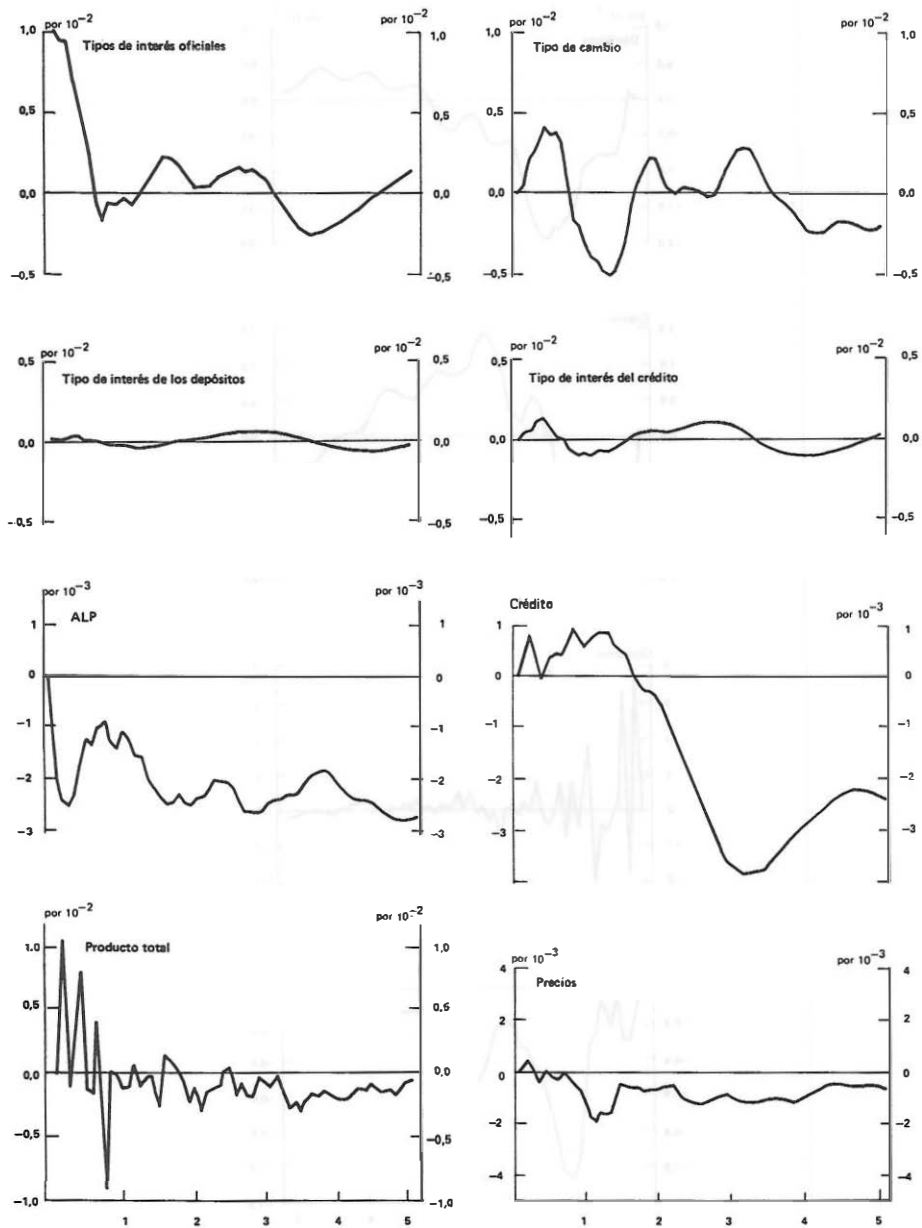 por 10⁻² por 10⁻²
Tipos de interés oficiales
1,0 1,0
0,5 0,5
0,0 0,0
−0,5 −0,5
por 10⁻² por 10⁻²
Tipo de cambio
1,0 1,0
0,5 0,5
0,0 0,0
−0,5 −0,5
por 10⁻² por 10⁻²
Tipo de interés de los depósitos
0,5 0,5
0,0 0,0
−0,5 −0,5
por 10⁻² por 10⁻²
Tipo de interés del crédito
0,5 0,5
0,0 0,0
−0,5 −0,5
por 10⁻³ por 10⁻³
ALP
1 1
0 0
−1 −1
−2 −2
−3 −3
Crédito
por 10⁻³
1 1
0 0
−1 −1
−2 −2
−3 −3
por 10⁻² por 10⁻²
Producto total
1.0 1,0
0,5 0,5
0,0 0,0
−0,5 −0,5
−1,0 −1,0
1 2 3 4 5
por 10⁻³ por 10⁻³
Precios
4 4
2 2
0 0
−2 −2
−4 −4
1 2 3 4 5